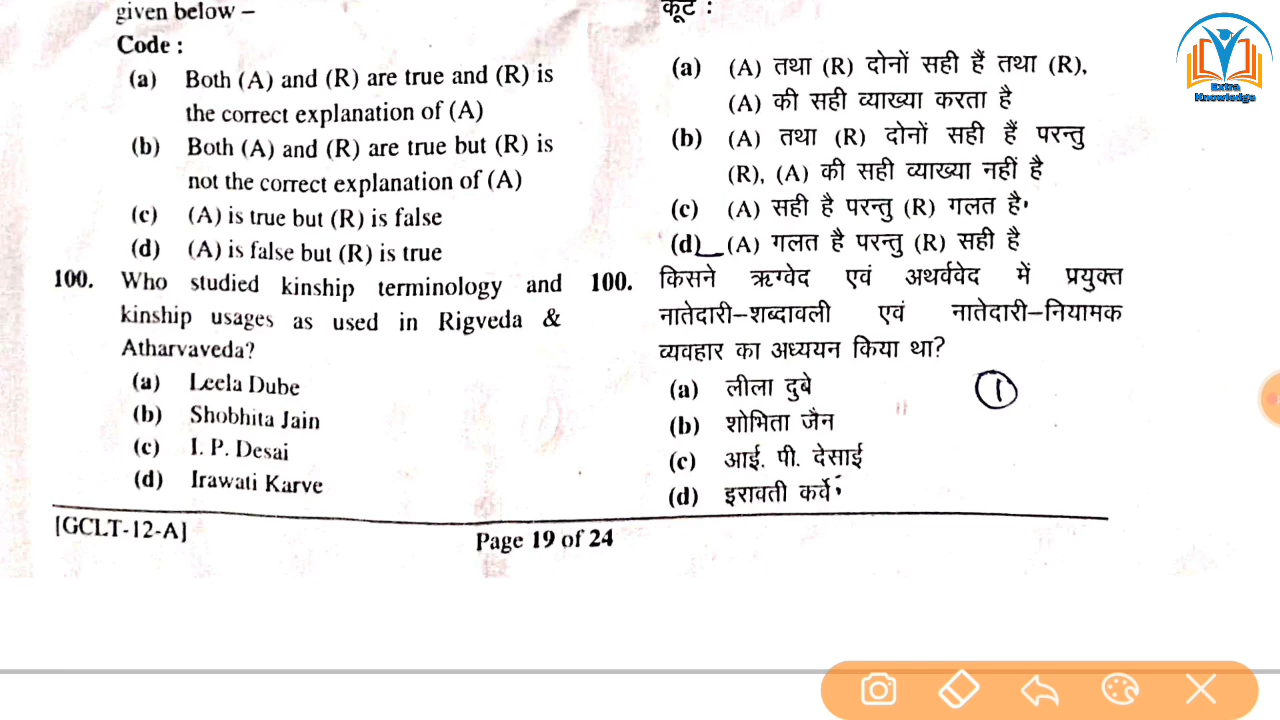 given below –
Code :
(a) Both (A) and (R) are true and (R) is
the correct explanation of (A)
(b) Both (A) and (R) are true but (R) is
not the correct explanation of (A)
(c) (A) is true but (R) is false
(d) (A) is false but (R) is true
100. Who studied kinship terminology and
kinship usages as used in Rigveda &
Atharvaveda?
(a) Leela Dube
(b) Shobhita Jain
(c) I. P. Desai
(d) Irawati Karve
कूट :
(a) (A) तथा (R) दोनों सही हैं तथा (R),
(A) की सही व्याख्या करता है
(b) (A) तथा (R) दोनों सही हैं परन्तु
(R), (A) की सही व्याख्या नहीं है
(c) (A) सही है परन्तु (R) गलत है
(d) (A) गलत है परन्तु (R) सही है
100. किसने ऋग्वेद एवं अथर्ववेद में प्रयुक्त
नातेदारी–शब्दावली एवं नातेदारी–नियामक
व्यवहार का अध्ययन किया था?
(a) लीला दुबे
(b) शोभिता जैन
(c) आई. पी. देसाई
(d) इरावती कर्वे
1
[GCLT-12-A]
Page 19 of 24
Extra
Knowledge